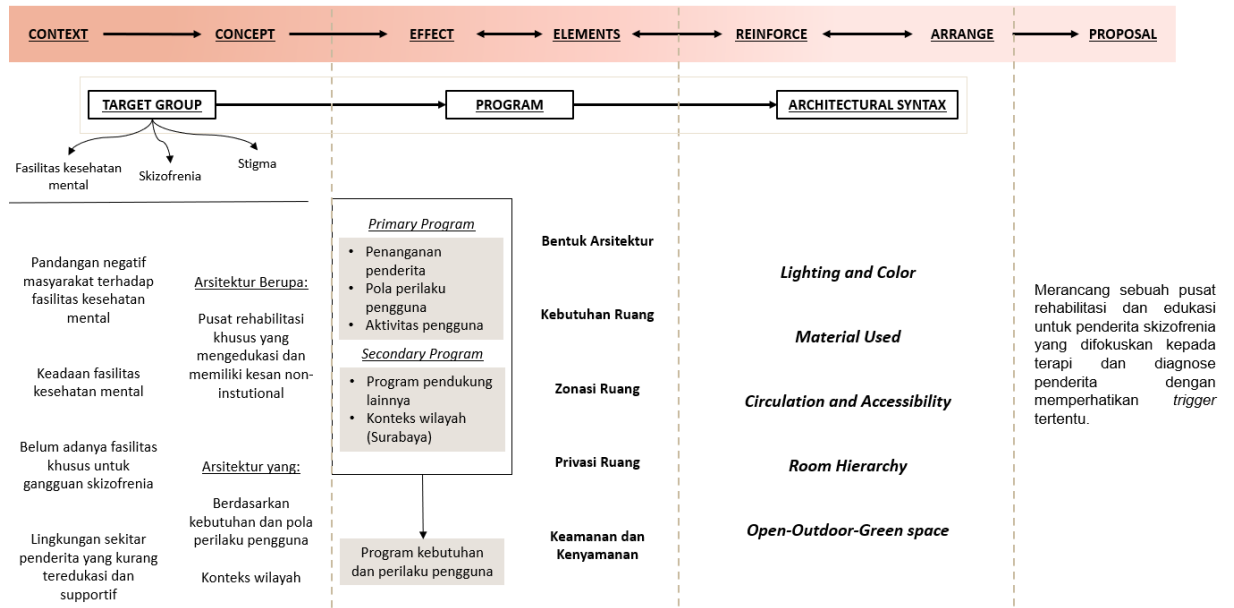 CONTEXT
CONCEPT
EFFECT
ELEMENTS
REINFORCE
ARRANGE
PROPOSAL
TARGET GROUP
PROGRAM
ARCHITECTURAL SYNTAX
Fasilitas kesehatan
mental
Skizofrenia
Stigma
Pandangan negatif
masyarakat terhadap
fasilitas kesehatan
mental
Keadaan fasilitas
kesehatan mental
Belum adanya fasilitas
khusus untuk
gangguan skizofrenia
Lingkungan sekitar
penderita yang kurang
teredukasi dan
supportif
Arsitektur Berupa:
Pusat rehabilitasi
khusus yang
mengedukasi dan
memiliki kesan non-
instutional
Arsitektur yang:
Berdasarkan
kebutuhan dan pola
perilaku pengguna
Konteks wilayah
Primary Program
• Penanganan
penderita
• Pola perilaku
pengguna
• Aktivitas pengguna
Secondary Program
• Program pendukung
lainnya
• Konteks wilayah
(Surabaya)
Program kebutuhan
dan perilaku pengguna
Bentuk Arsitektur
Kebutuhan Ruang
Zonasi Ruang
Privasi Ruang
Keamanan dan
Kenyamanan
Lighting and Color
Material Used
Circulation and Accessibility
Room Hierarchy
Open-Outdoor-Green space
Merancang sebuah pusat
rehabilitasi dan edukasi
untuk penderita skizofrenia
yang difokuskan kepada
terapi dan diagnose
penderita dengan
memperhatikan trigger
tertentu.